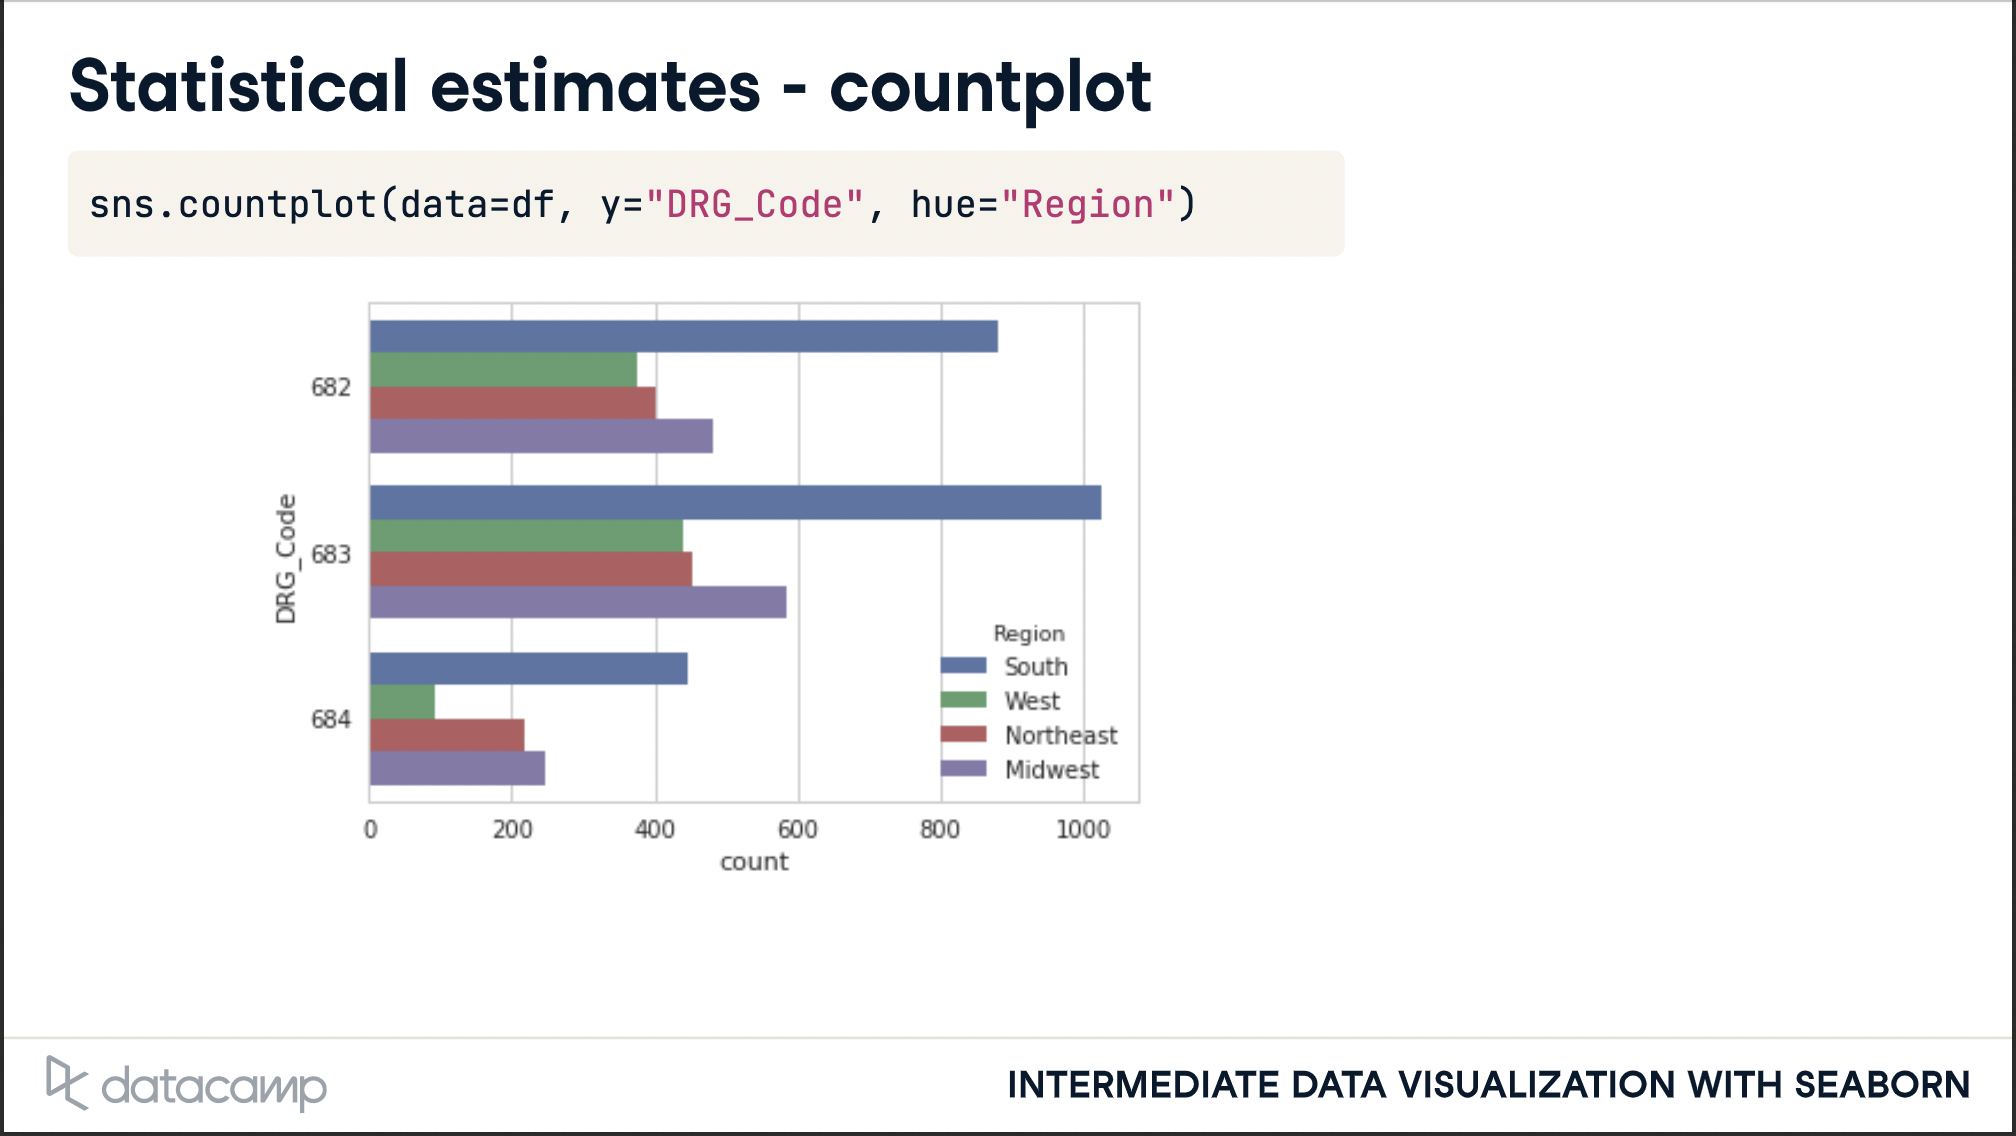 Statistical estimates - countplot
sns.countplot(data=df, y="DRG_Code", hue="Region")
682
DRG_Code
683
684
Region
South
West
Northeast
Midwest
0 200 400 600 800 1000
count
datacamp
INTERMEDIATE DATA VISUALIZATION WITH SEABORN